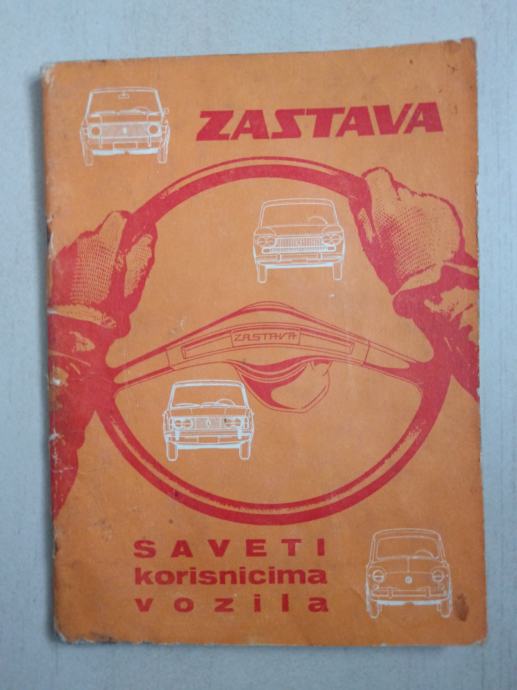 ZASTAVA
ZASTAVA
SAVETI
korisnicima
vozila